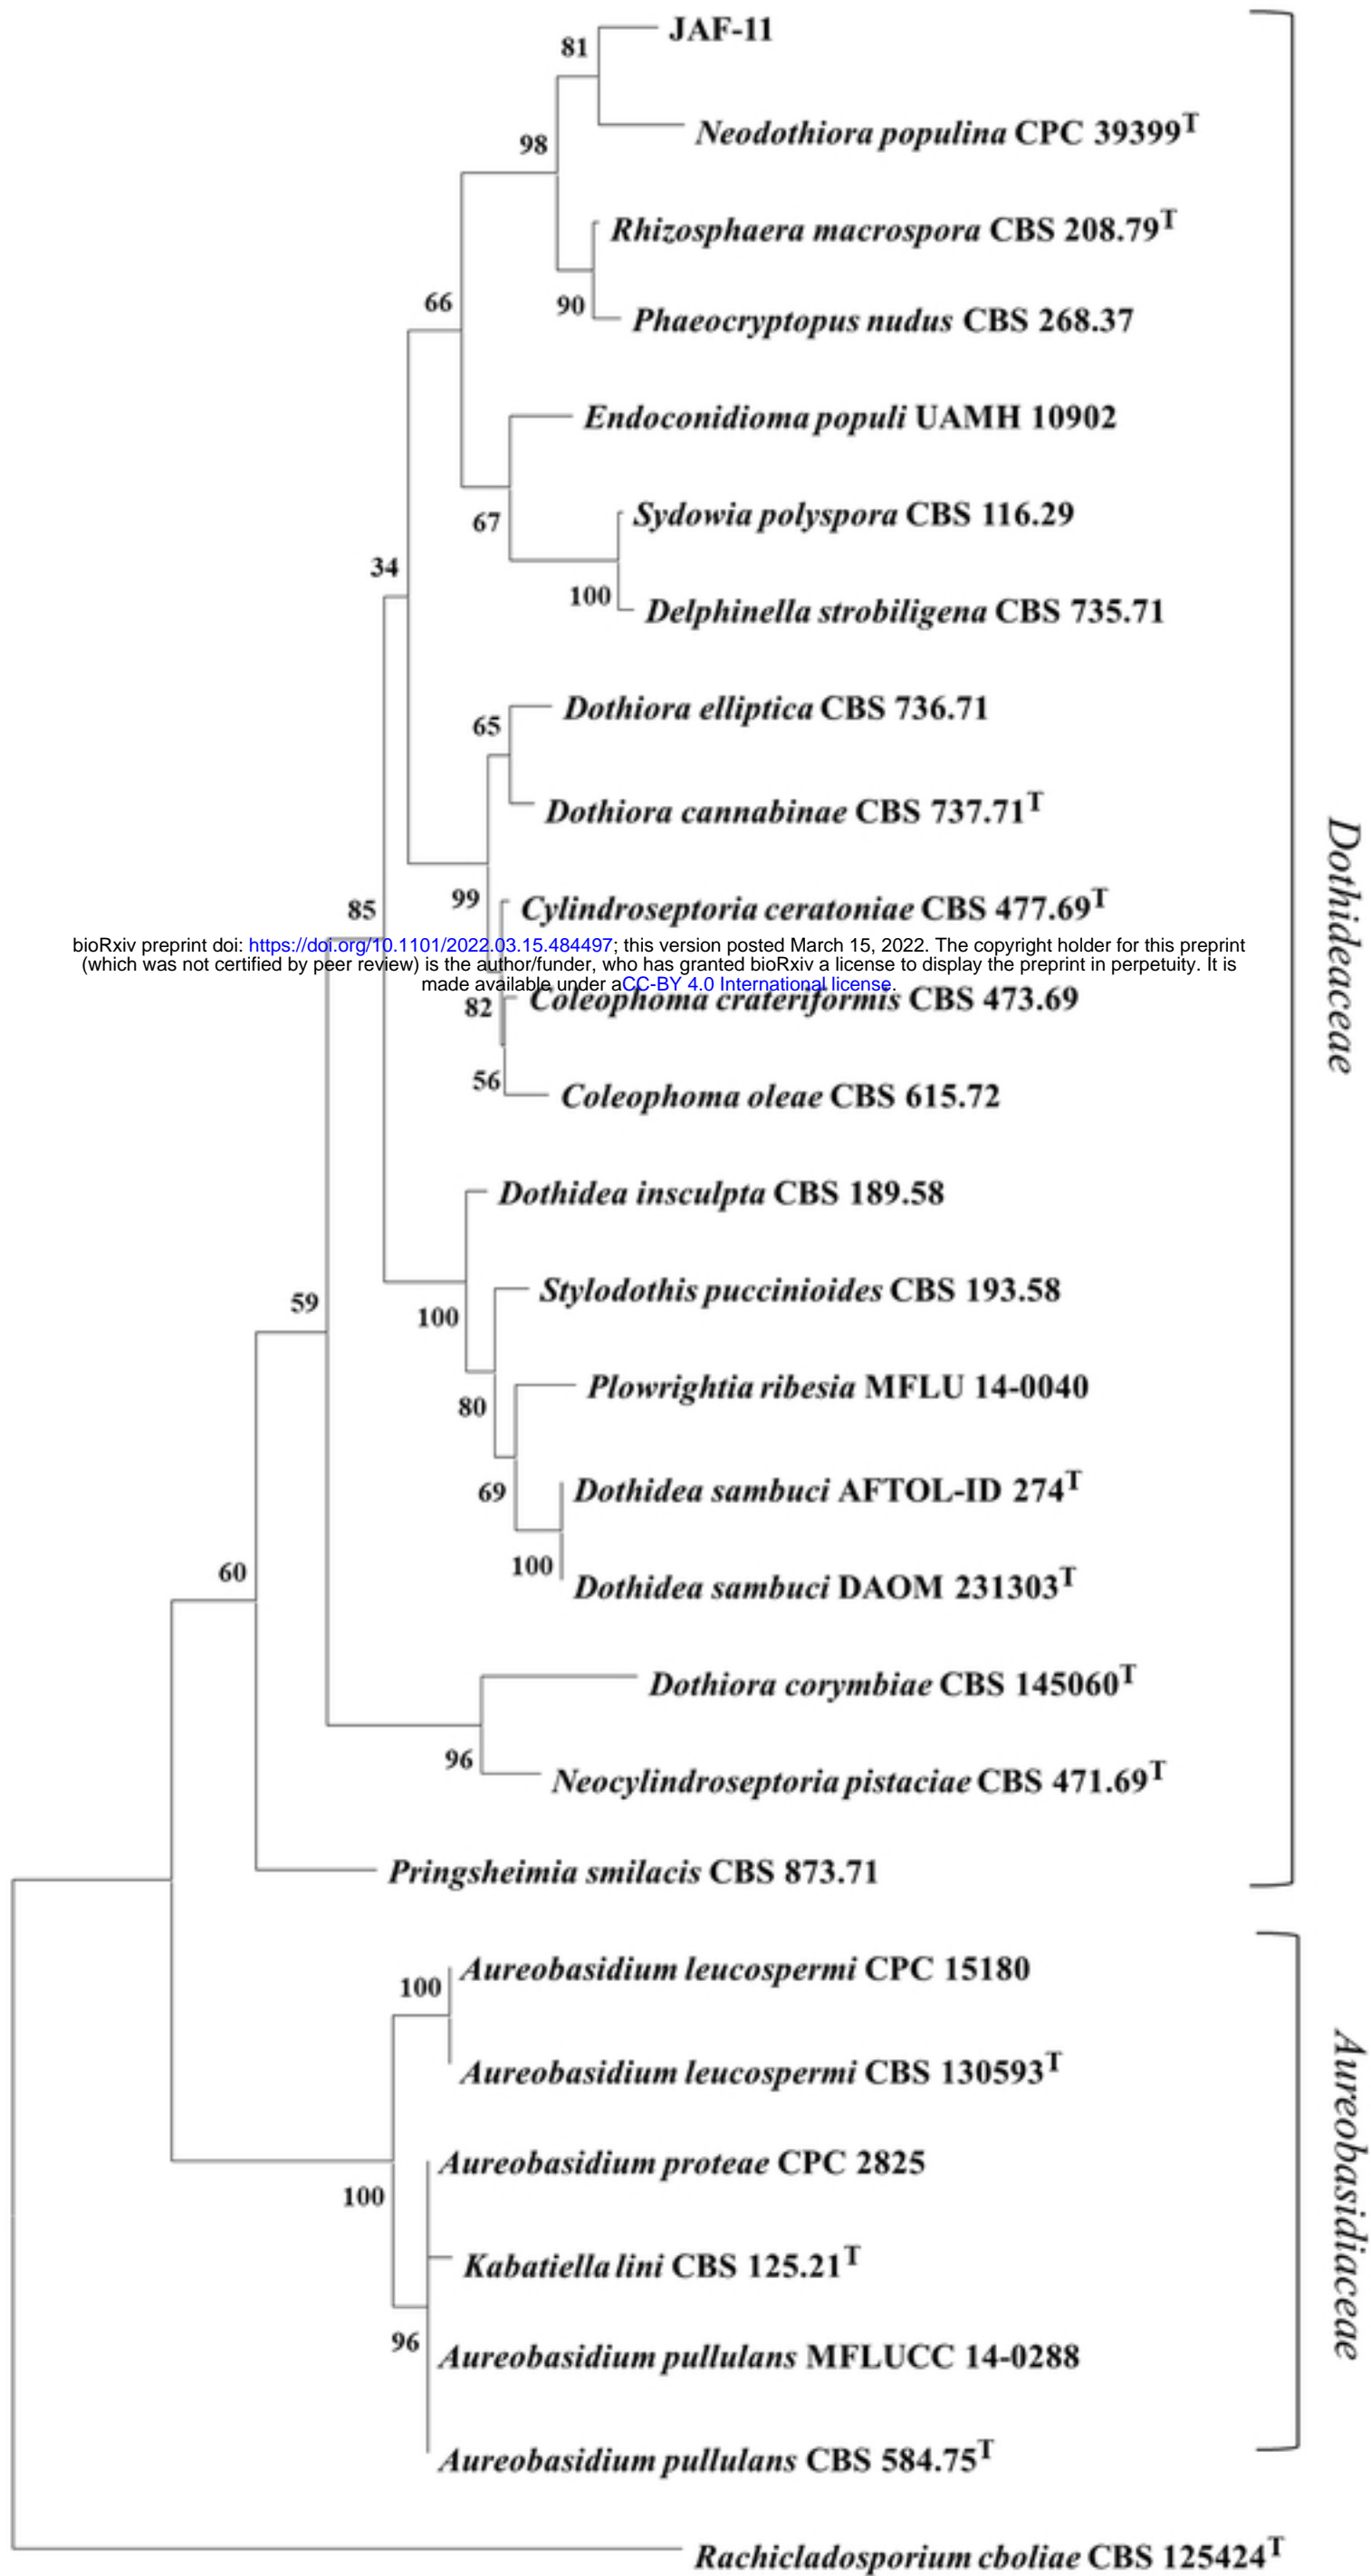 JAF-11
81
Neodothiora populina CPC 39399T
98
Rhizosphaera macrospora CBS 208.79T
66
90
Phaeocryptopus nudus CBS 268.37
Endoconidioma populi UAMH 10902
67
Sydowia polyspora CBS 116.29
34
100
Delphinella strobiligena CBS 735.71
Dothiora elliptica CBS 736.71
65
Dothiora cannabinae CBS 737.71T
99
Cylindroseptoria ceratoniae CBS 477.69T
85
bioRxiv preprint doi: https://doi.org/10.1101/2022.03.15.484497; this version posted March 15, 2022. The copyright holder for this preprint
(which was not certified by peer review) is the author/funder, who has granted bioRxiv a license to display the preprint in perpetuity. It is
made available under aCC-BY 4.0 International license.
Coleophoma crateriformis CBS 473.69
82
56
Coleophoma oleae CBS 615.72
Dothideaceae
Dothidea insculpta CBS 189.58
Stylodothis puccinioides CBS 193.58
59
100
Plowrightia ribesia MFLU 14-0040
80
Dothidea sambuci AFTOL-ID 274T
69
100
Dothidea sambuci DAOM 231303T
60
Dothiora corymbiae CBS 145060T
96
Neocylindroseptoria pistaciae CBS 471.69T
Pringsheimia smilacis CBS 873.71
Aureobasidium leucospermi CPC 15180
100
Aureobasidium leucospermi CBS 130593T
Aureobasidium proteae CPC 2825
100
Aureobasidiaceae
Kabatiella lini CBS 125.21T
96
Aureobasidium pullulans MFLUCC 14-0288
Aureobasidium pullulans CBS 584.75T
Rachicladosporium cboliae CBS 125424T